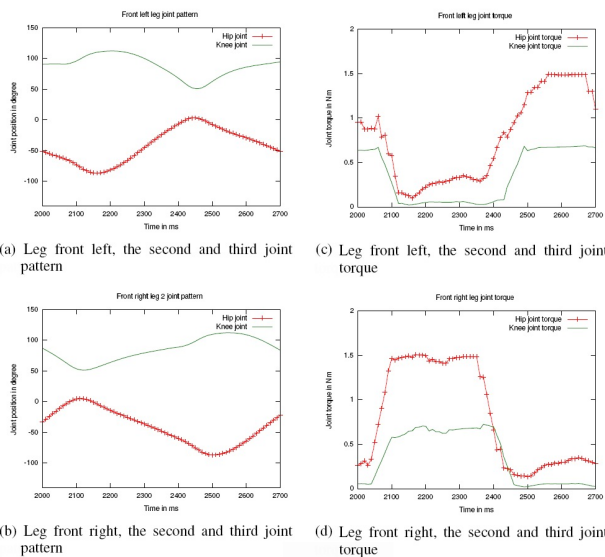 Front left leg joint pattern
Hip joint
Knee joint
150
100
50
0
-50
-100
Joint position in degree
2000 2100 2200 2300 2400 2500 2600 2700
Time in ms
(a) Leg front left, the second and third joint
pattern
Front left leg joint torque
Hip joint torque
Knee joint torque
2
1.5
1
0.5
0
Joint torque in Nm
2000 2100 2200 2300 2400 2500 2600 2700
Time in ms
(c) Leg front left, the second and third joint
torque
Front right leg 2 joint pattern
Hip joint
Knee joint
150
100
50
0
-50
-100
Joint position in degree
2000 2100 2200 2300 2400 2500 2600 2700
Time in ms
(b) Leg front right, the second and third joint
pattern
Front right leg joint torque
Hip joint torque
Knee joint torque
2
1.5
1
0.5
0
Joint torque in Nm
2000 2100 2200 2300 2400 2500 2600 2700
Time in ms
(d) Leg front right, the second and third joint
torque